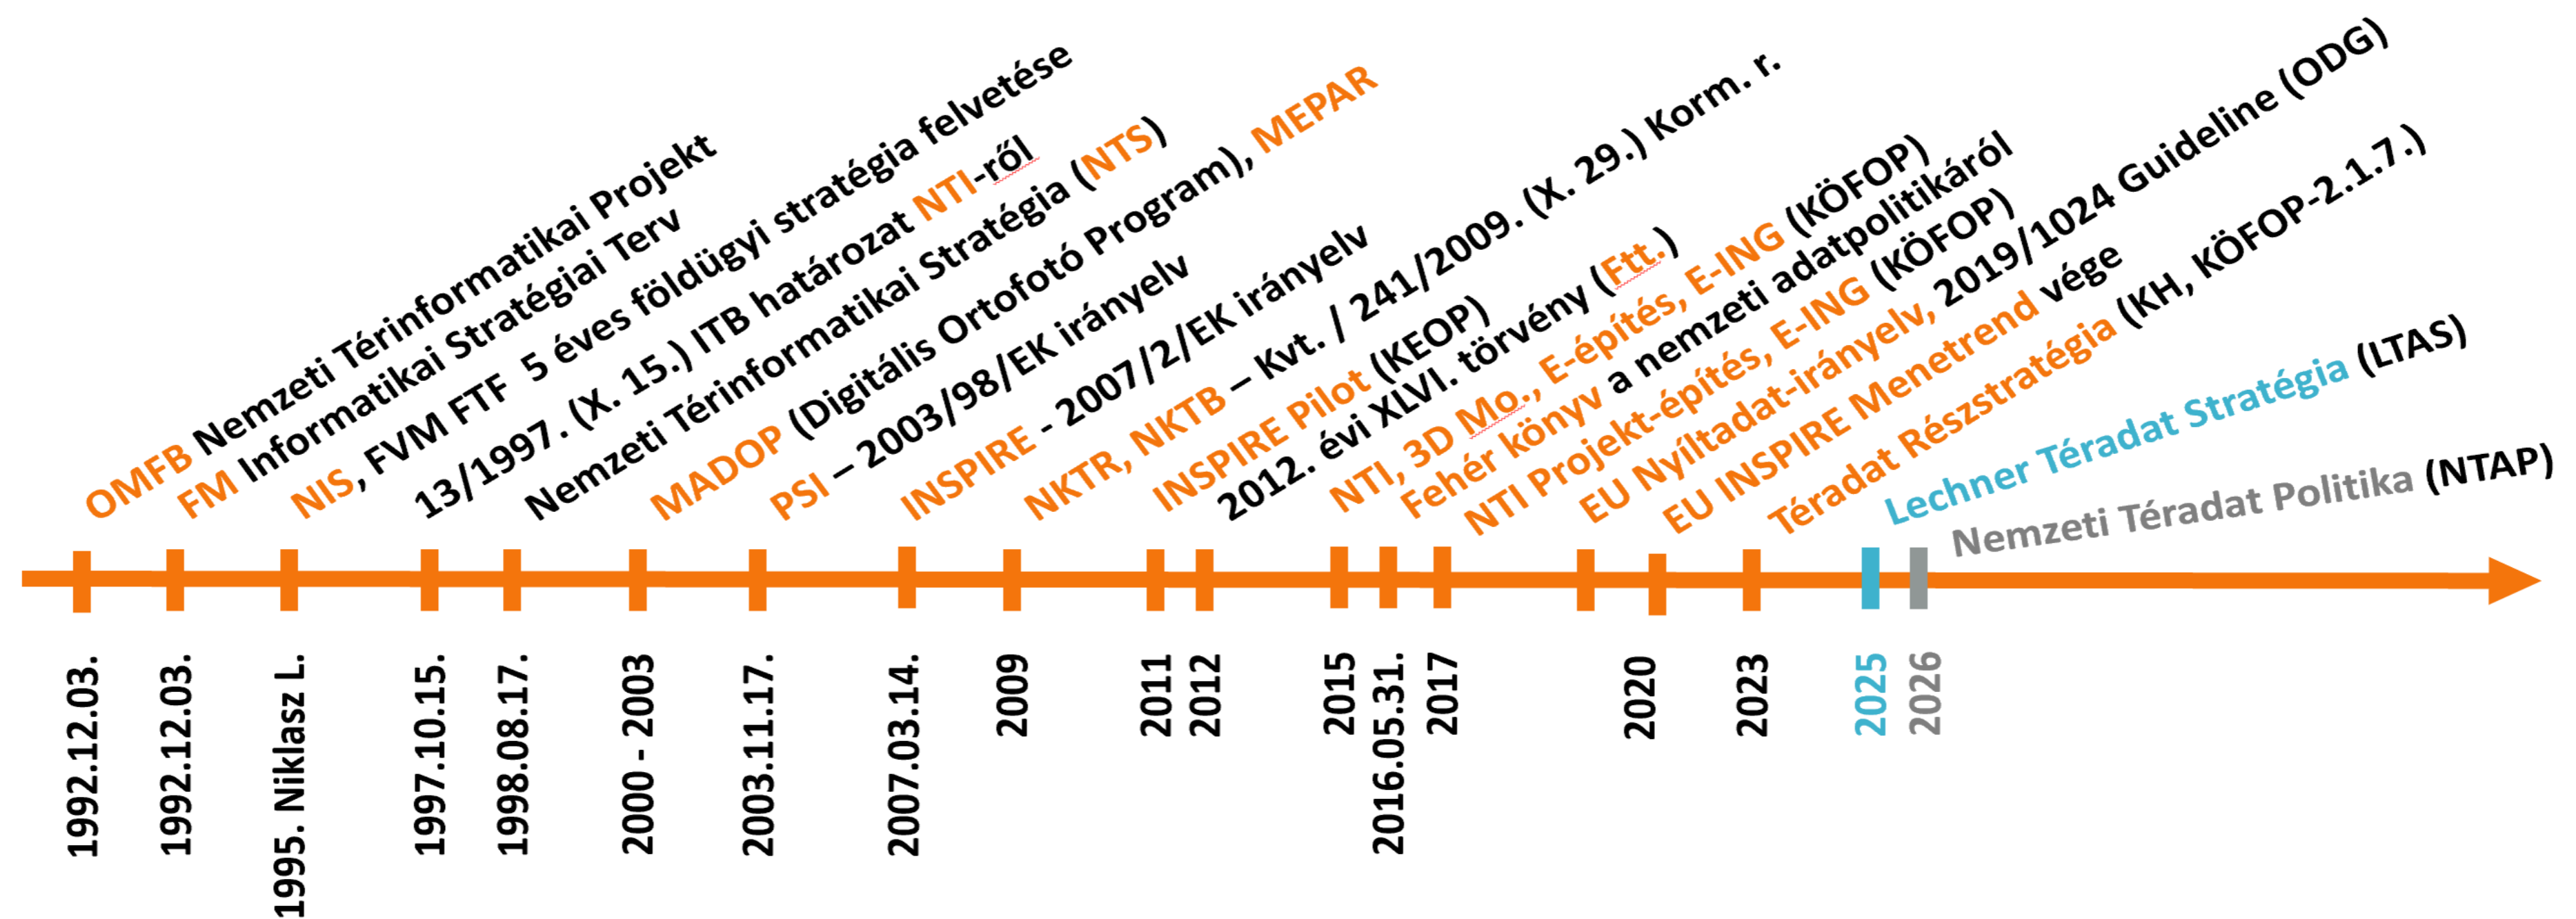 OMFB Nemzeti Térinformatikai Projekt
FM Informatikai Stratégiai Terv
NIS, FVM FTF 5 éves földügyi stratégia felvetése
13/1997. (X. 15.) ITB határozat NTI-ről
Nemzeti Térinformatikai Stratégia (NTS)
MADOP (Digitális Ortofotó Program), MEPAR
PSI – 2003/98/EK irányelv
INSPIRE - 2007/2/EK irányelv
NKTR, NKTB – Kvt. / 241/2009. (X. 29.) Korm. r.
INSPIRE Pilot (KEOP)
2012. évi XLVI. törvény (Ftt.)
NTI, 3D Mo., E-építés, E-ING (KÖFOP)
Fehér könyv a nemzeti adatpolitikáról
NTI Projekt-építés, E-ING (KÖFOP)
EU Nyíltadat-irányelv, 2019/1024 Guideline (ODG)
EU INSPIRE Menetrend vége
Téradat Részstratégia (KH, KÖFOP-2.1.7.)
Lechner Téradat Stratégia (LTAS)
Nemzeti Téradat Politika (NTAP)
1992.12.03.
1992.12.03.
1995. Niklasz L.
1997.10.15.
1998.08.17.
2000 - 2003
2003.11.17.
2007.03.14.
2009
2011
2012
2015
2016.05.31.
2017
2020
2023
2025
2026